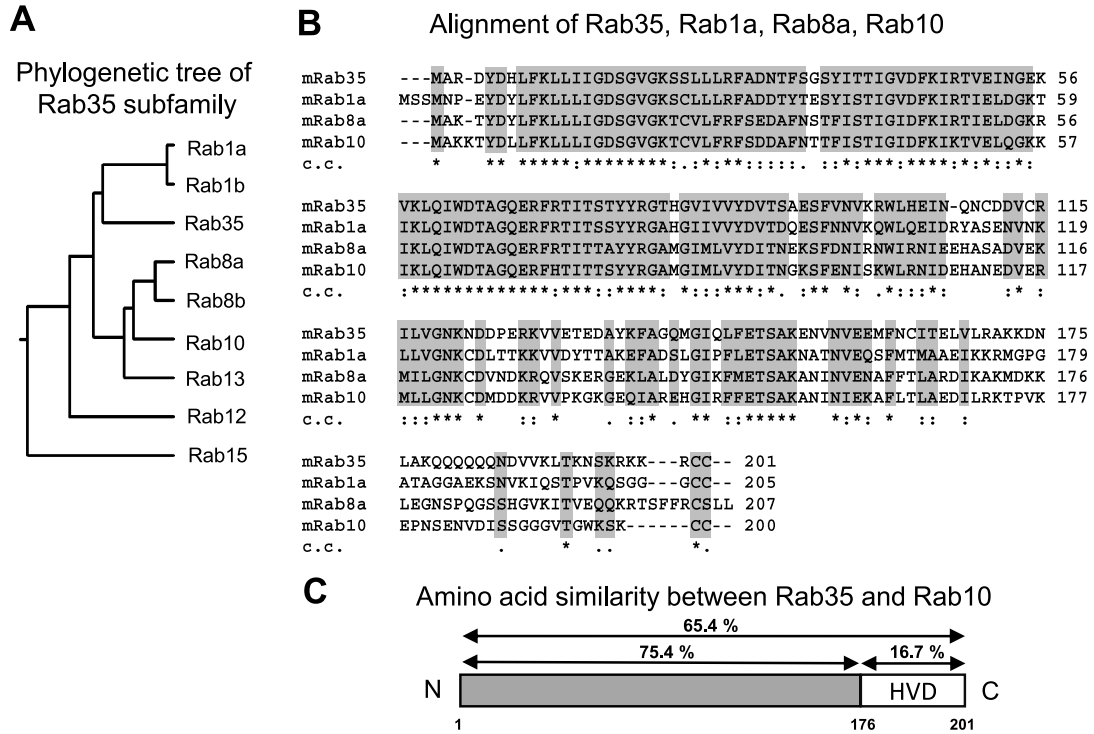 A
Phylogenetic tree of
Rab35 subfamily
Rab1a
Rab1b
Rab35
Rab8a
Rab8b
Rab10
Rab13
Rab12
Rab15
B
Alignment of Rab35, Rab1a, Rab8a, Rab10
mRab35 ---MAR-DYDHLFKLLIIGDSGVGKSSLLLRFADNTFSGSYITTIGVDFKIRTVEINGEK 56
mRab1a MSSMNP-EYDYLFKLLLIGDSGVGKSCLLLRFADDTYTESYISTIGVDFKIRTIELDGKT 59
mRab8a ---MAK-TYDYLFKLLLIGDSGVGKTCVLFRFSEDAFNSTFISTIGIDFKIRTIELDGKR 56
mRab10 ---MAKKTYDLLFKLLLIGDSGVGKTCVLFRFSDDAFNTTFISTIGIDFKIKTVELQGKK 57
c.c. * ** *****:********:.:*:**:::::. ::*:***:****:*:*::*:
mRab35 VKLQIWDTAGQERFRTITSTYYRGTHGVIVVYDVTSAESFVNVKRWLHEIN-QNCDDVCR 115
mRab1a IKLQIWDTAGQERFRTITSSYYRGAHGIIVVYDVTDQESFNNVKQWLQEIDRYASENVNK 119
mRab8a IKLQIWDTAGQERFRTITTAYYRGAMGIMLVYDITNEKSFDNIRNWIRNIEEHASADVEK 116
mRab10 IKLQIWDTAGQERFHTITTSYYRGAMGIMLVYDITNGKSFENISKWLRNIDEHANEDVER 117
c.c. :*************:***::****: *:::***:*. :** *: .*:::*: :* :
mRab35 ILVGNKNDDPERKVVETEDAYKFAGQMGIQLFETSAKENVNVEEMFNCITELVLRAKKDN 175
mRab1a LLVGNKCDLTTKKVVDYTTAKEFADSLGIPFLETSAKNATNVEQSFMTMAAEIKKRMGPG 179
mRab8a MILGNKCDVNDKRQVSKERGEKLALDYGIKFMETSAKANINVENAFFTLARDIKAKMDKK 176
mRab10 MLLGNKCDMDDKRVVPKGKGEQIAREHGIRFFETSAKANINIEKAFLTLAEDILRKTPVK 177
c.c. :::*** * :: * . ::* . ** ::***** *:*: * :: :
mRab35 LAKQQQQQQNDVVKLTKNSKRKK---RCC-- 201
mRab1a ATAGGAEKSNVKIQSTPVKQSGG---GCC-- 205
mRab8a LEGNSPQGSSHGVKITVEQQKRTSFFRCSLL 207
mRab10 EPNSENVDISSGGGVTGWKSK------CC-- 200
c.c. . * .. *.
C
Amino acid similarity between Rab35 and Rab10
65.4 %
75.4 % 16.7 %
N HVD C
1 176 201